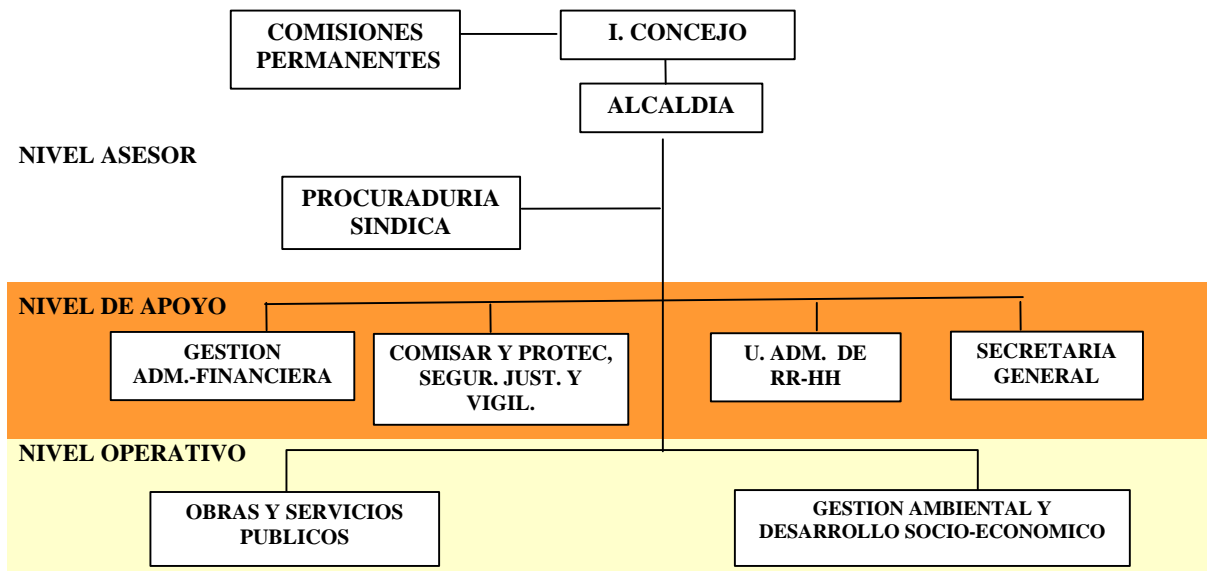 COMISIONES
PERMANENTES
I. CONCEJO
ALCALDIA
NIVEL ASESOR
PROCURADURIA
SINDICA
NIVEL DE APOYO
GESTION
ADM.-FINANCIERA
COMISAR Y PROTEC,
SEGUR. JUST. Y
VIGIL.
U. ADM. DE
RR-HH
SECRETARIA
GENERAL
NIVEL OPERATIVO
OBRAS Y SERVICIOS
PUBLICOS
GESTION AMBIENTAL Y
DESARROLLO SOCIO-ECONOMICO